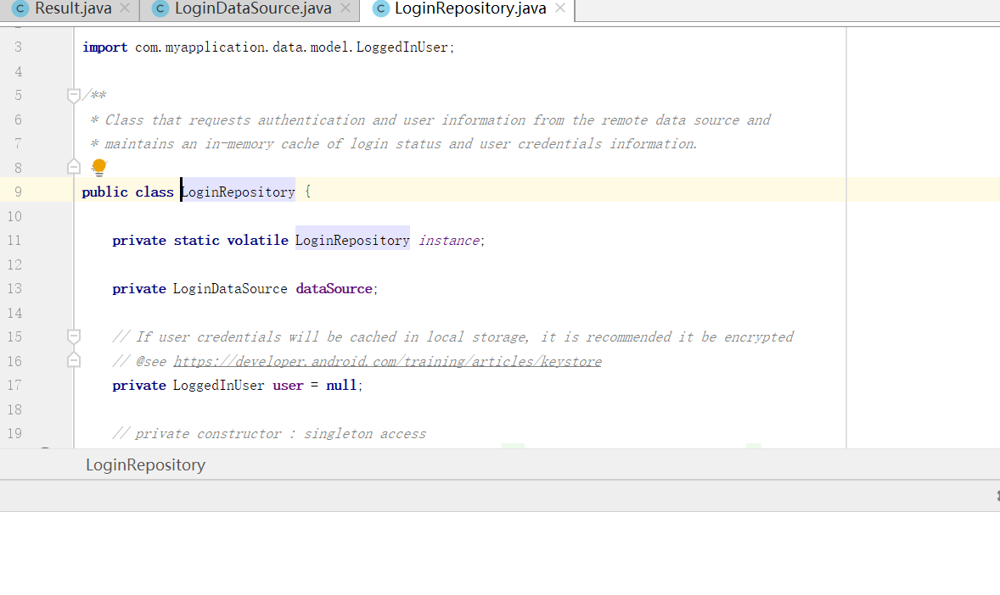 Result.java LoginDataSource.java LoginRepository.java
3 import com.myapplication.data.model.LoggedInUser;
4
5 /**
6 * Class that requests authentication and user information from the remote data source and
7 * maintains an in-memory cache of login status and user credentials information.
8
9 public class LoginRepository {
10
11 private static volatile LoginRepository instance;
12
13 private LoginDataSource dataSource;
14
15 // If user credentials will be cached in local storage, it is recommended it be encrypted
16 // @see https://developer.android.com/training/articles/keystore
17 private LoggedInUser user = null;
18
19 // private constructor : singleton access
LoginRepository